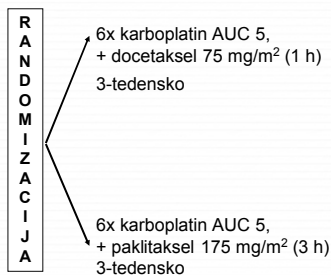 RANDOMIZACIJA
6x karboplatin AUC 5,
+ docetaksel 75 mg/m² (1 h)
3-tedensko
6x karboplatin AUC 5,
+ paklitaksel 175 mg/m² (3 h)
3-tedensko